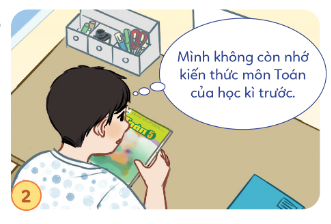 Mình không còn nhớ
kiến thức môn Toán
của học kì trước.
2